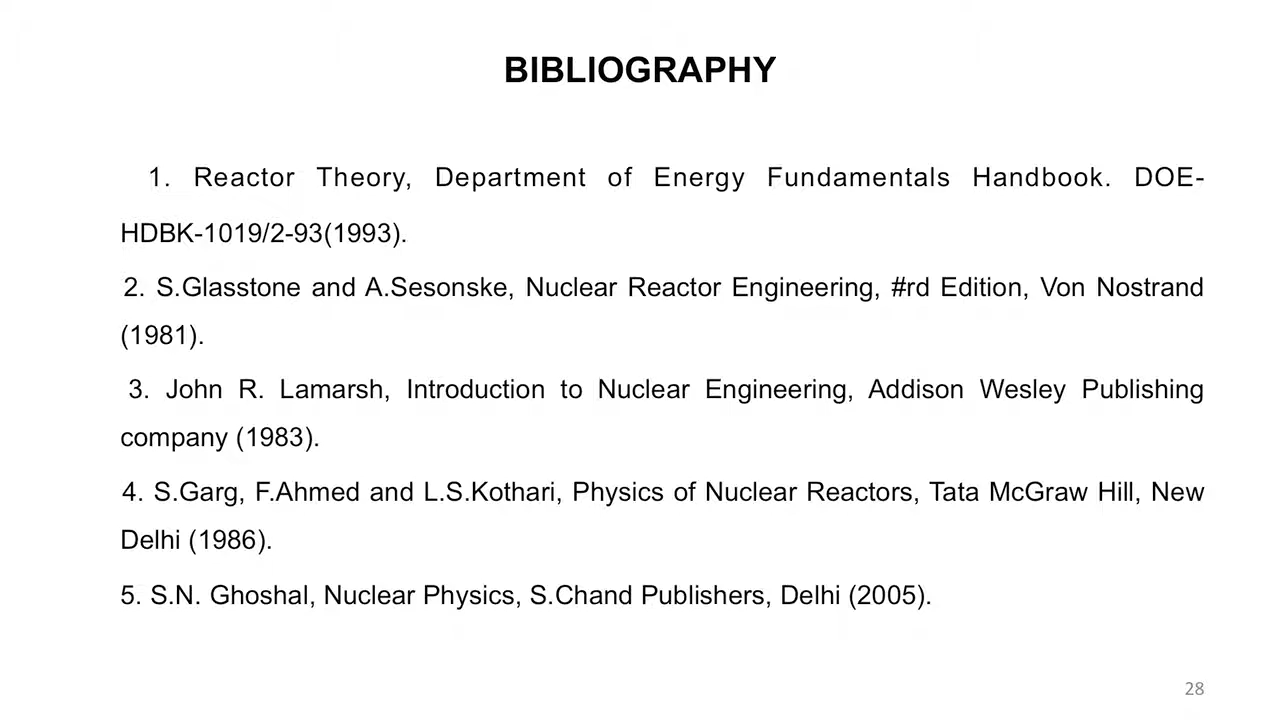 BIBLIOGRAPHY
1. Reactor Theory, Department of Energy Fundamentals Handbook. DOE-
HDBK-1019/2-93(1993).
2. S.Glasstone and A.Sesonske, Nuclear Reactor Engineering, #rd Edition, Von Nostrand
(1981).
3. John R. Lamarsh, Introduction to Nuclear Engineering, Addison Wesley Publishing
company (1983).
4. S.Garg, F.Ahmed and L.S.Kothari, Physics of Nuclear Reactors, Tata McGraw Hill, New
Delhi (1986).
5. S.N. Ghoshal, Nuclear Physics, S.Chand Publishers, Delhi (2005).
28